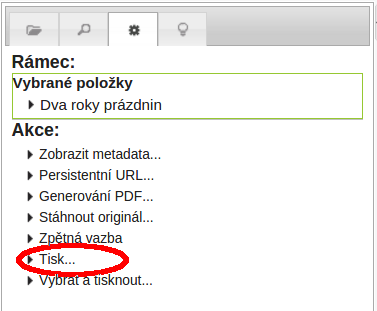 Rámec:
Vybrané položky
Dva roky prázdnin
Akce:
Zobrazit metadata...
Persistentní URL...
Generování PDF...
Stáhnout originál...
Zpětná vazba
Tisk...
Vybrat a tisknout...